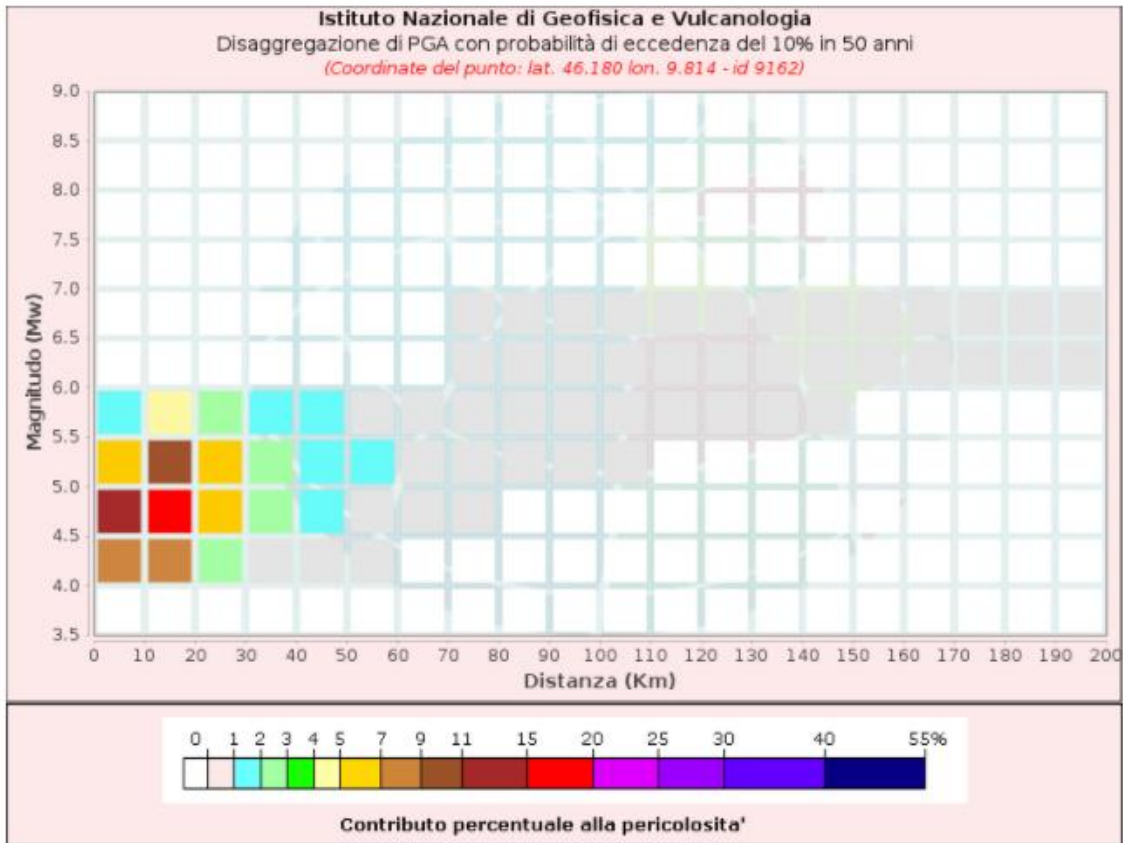 Istituto Nazionale di Geofisica e Vulcanologia
Disaggregazione di PGA con probabilità di eccedenza del 10% in 50 anni
(Coordinate del punto: lat. 46.180 lon. 9.814 - id 9162)
9.0
8.5
8.0
7.5
7.0
6.5
6.0
5.5
5.0
4.5
4.0
3.5
Magnitudo (Mw)
0 10 20 30 40 50 60 70 80 90 100 110 120 130 140 150 160 170 180 190 200
Distanza (Km)
0 1 2 3 4 5 7 9 11 15 20 25 30 40 55%
Contributo percentuale alla pericolosita'